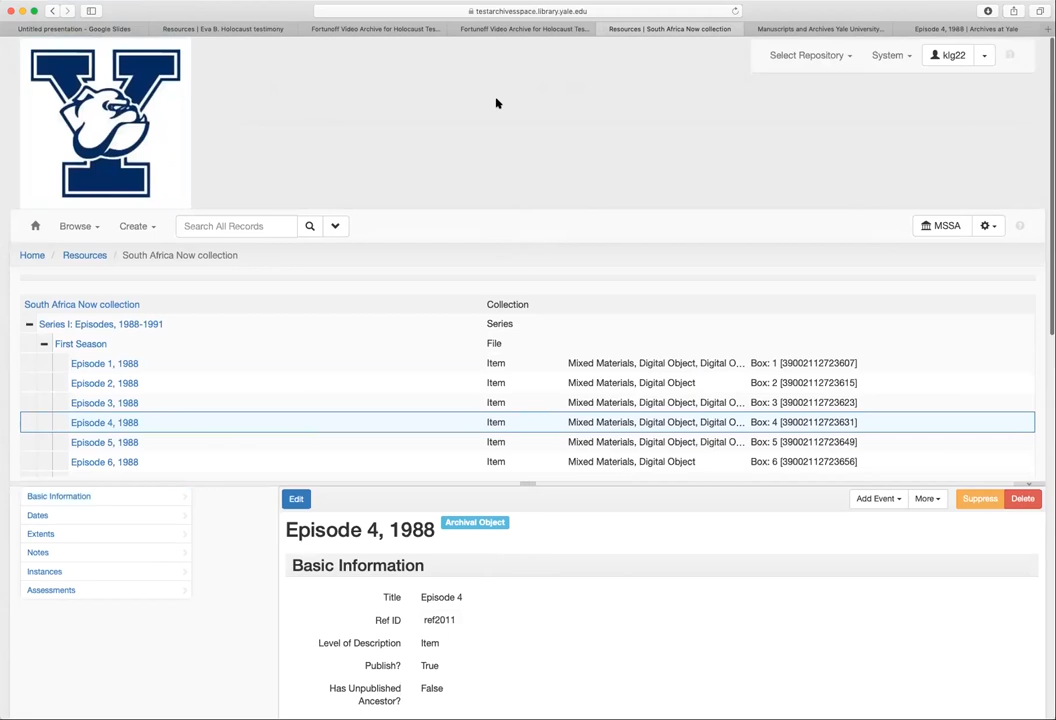 testarchivesspace.library.yale.edu
Untitled presentation - Google Slides
Resources | Eva B. Holocaust testimony
Fortunoff Video Archive for Holocaust Tes...
Fortunoff Video Archive for Holocaust Tes...
Resources | South Africa Now collection
Manuscripts and Archives Yale University...
Episode 4, 1988 | Archives at Yale
Select Repository
System
klg22
Y
Browse
Create
Search All Records
MSSA
Home / Resources / South Africa Now collection
South Africa Now collection Collection
Series I: Episodes, 1988-1991 Series
First Season File
Episode 1, 1988 Item Mixed Materials, Digital Object, Digital O... Box: 1 [39002112723607]
Episode 2, 1988 Item Mixed Materials, Digital Object Box: 2 [39002112723615]
Episode 3, 1988 Item Mixed Materials, Digital Object, Digital O... Box: 3 [39002112723623]
Episode 4, 1988 Item Mixed Materials, Digital Object, Digital O... Box: 4 [39002112723631]
Episode 5, 1988 Item Mixed Materials, Digital Object, Digital O... Box: 5 [39002112723649]
Episode 6, 1988 Item Mixed Materials, Digital Object Box: 6 [39002112723656]
Basic Information
Dates
Extents
Notes
Instances
Assessments
Edit
Add Event
More
Suppress
Delete
Episode 4, 1988 Archival Object
Basic Information
Title Episode 4
Ref ID ref2011
Level of Description Item
Publish? True
Has Unpublished False
Ancestor?